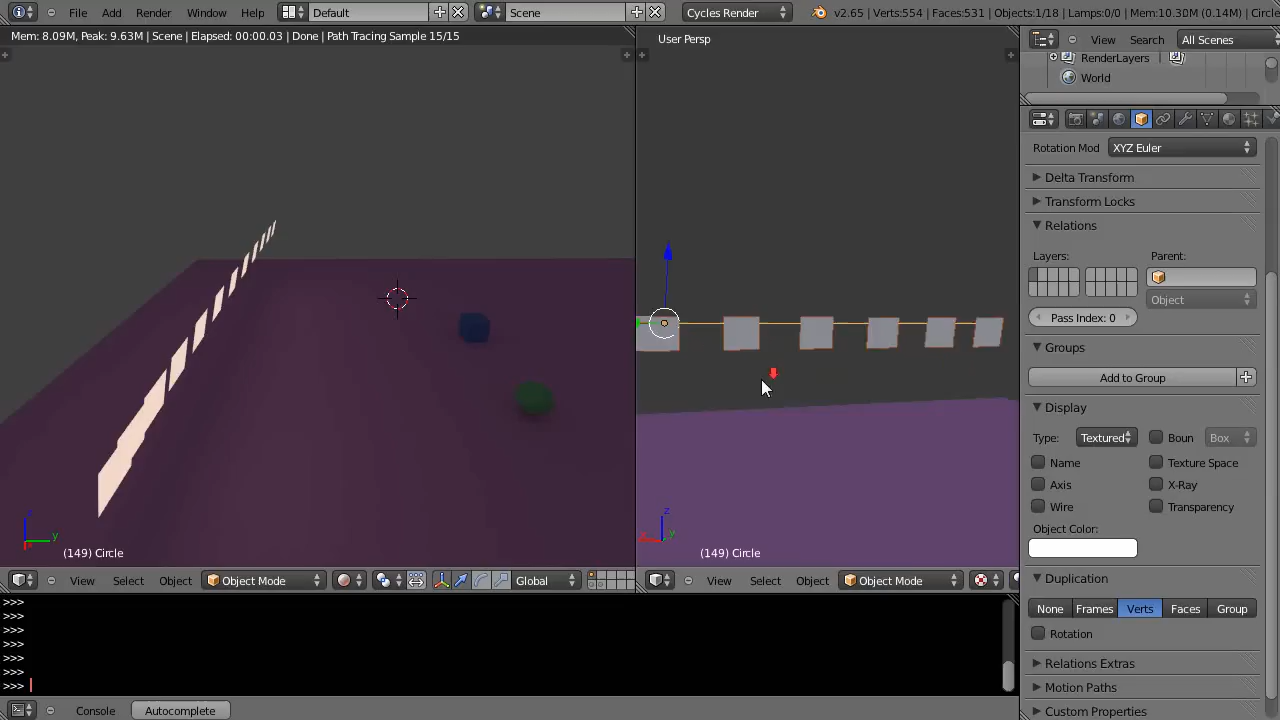 File Add Render Window Help Default Scene Cycles Render v2.65 | Verts:554 | Faces:531 | Objects:1/18 | Lamps:0/0 | Mem:10.30M (0.14M) | Circle
Mem: 8.09M, Peak: 9.63M | Scene | Elapsed: 00:00.03 | Done | Path Tracing Sample 15/15
User Persp
View Search All Scenes
RenderLayers
World
Rotation Mod XYZ Euler
Delta Transform
Transform Locks
Relations
Layers: Parent:
Object
Pass Index: 0
Groups
Add to Group
Display
Type: Textured Boun Box
Name Texture Space
Axis X-Ray
Wire Transparency
Object Color:
Duplication
None Frames Verts Faces Group
Rotation
Relations Extras
Motion Paths
Custom Properties
z
y
x
(149) Circle
z
y
x
(149) Circle
View Select Object Object Mode Global
View Select Object Object Mode
>>>
>>>
>>>
>>>
>>>
>>>
>>>
Console Autocomplete